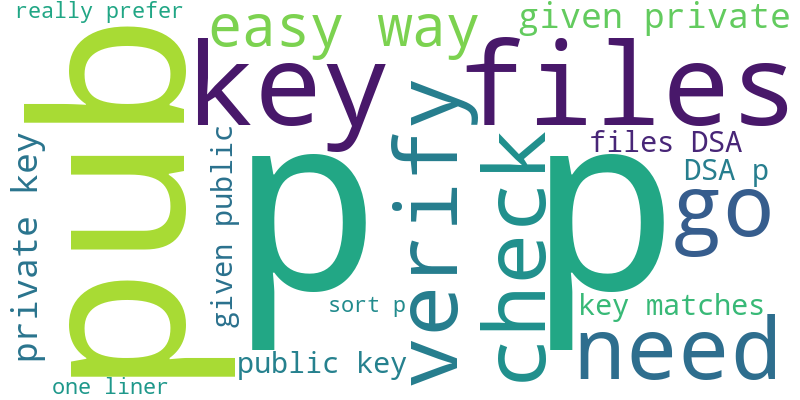 really prefer
easy way
given private
pub
key files
p p
private key
given public
verify
check
files DSA
DSA p
go
sort p
key matches
need
public key
one liner